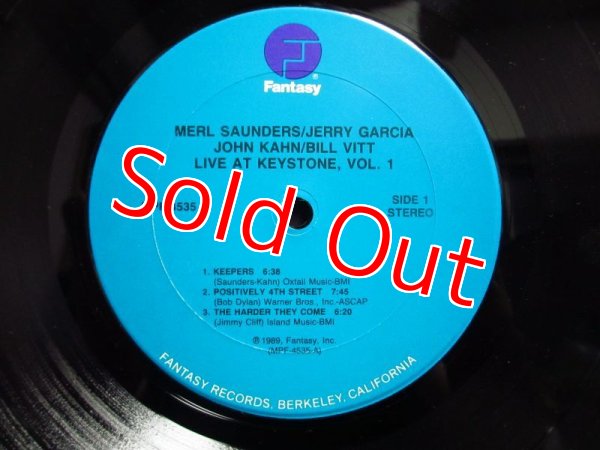 Fantasy
MERL SAUNDERS/JERRY GARCIA
JOHN KAHN/BILL VITT
LIVE AT KEYSTONE, VOL. 1
4535
SIDE 1
STEREO
Sold Out
1. KEEPERS 6:38
(Saunders-Kahn) Oxtail Music-BMI
2. POSITIVELY 4TH STREET 7:45
(Bob Dylan) Warner Bros., Inc.-ASCAP
3. THE HARDER THEY COME 6:20
(Jimmy Cliff) Island Music-BMI
℗ 1989, Fantasy, Inc.
(MPF-4535-A)
FANTASY RECORDS, BERKELEY, CALIFORNIA